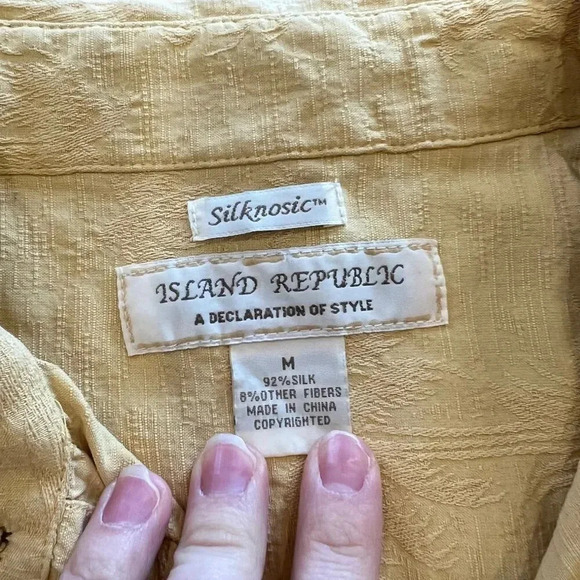 Silknosic™
ISLAND REPUBLIC
A DECLARATION OF STYLE
M
92%SILK
8%OTHER FIBERS
MADE IN CHINA
COPYRIGHTED